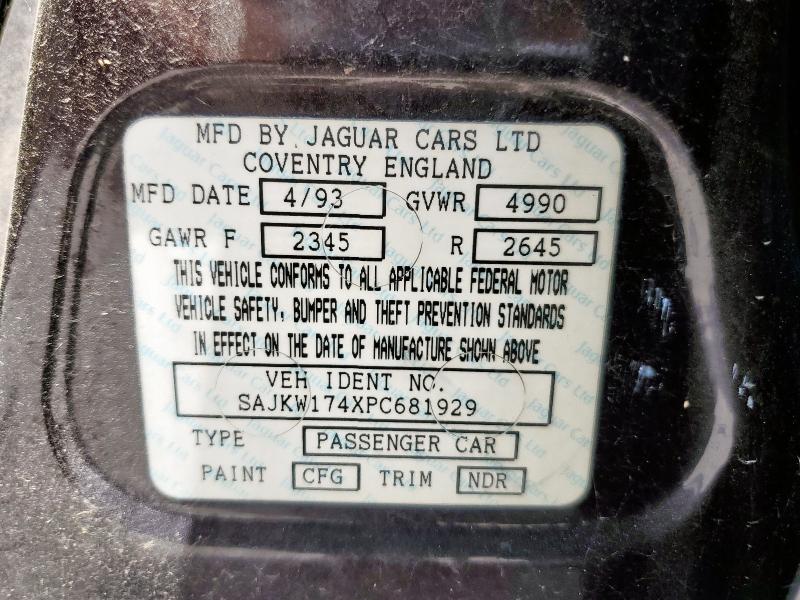 MFD BY JAGUAR CARS LTD
COVENTRY ENGLAND
MFD DATE 4/93 GVWR 4990
GAWR F 2345 R 2645
THIS VEHICLE CONFORMS TO ALL APPLICABLE FEDERAL MOTOR
VEHICLE SAFETY, BUMPER AND THEFT PREVENTION STANDARDS
IN EFFECT ON THE DATE OF MANUFACTURE SHOWN ABOVE
VEH IDENT NO.
SAJKW174XPC681929
TYPE PASSENGER CAR
PAINT CFG TRIM NDR